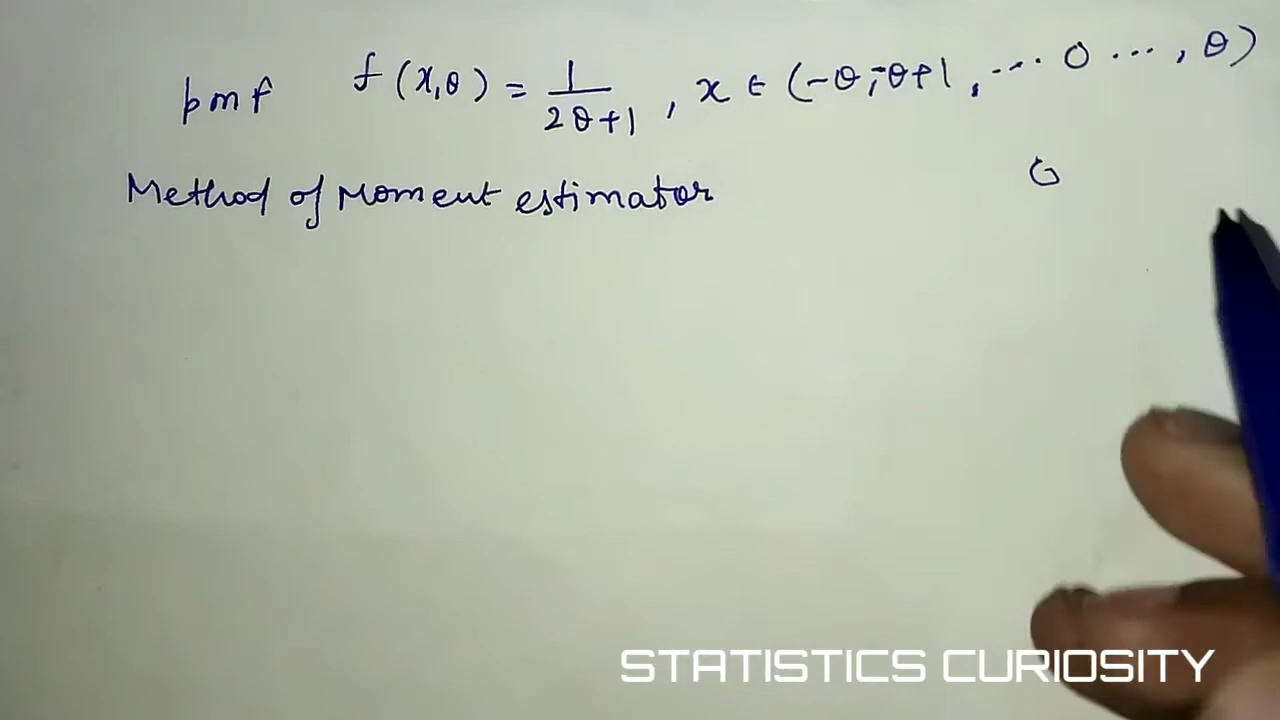 pmf f(x,θ) = 1/2θ+1 , x ∈ (-θ,-θ+1, .... 0 ..., θ)
Method of Moment estimator
STATISTICS CURIOSITY